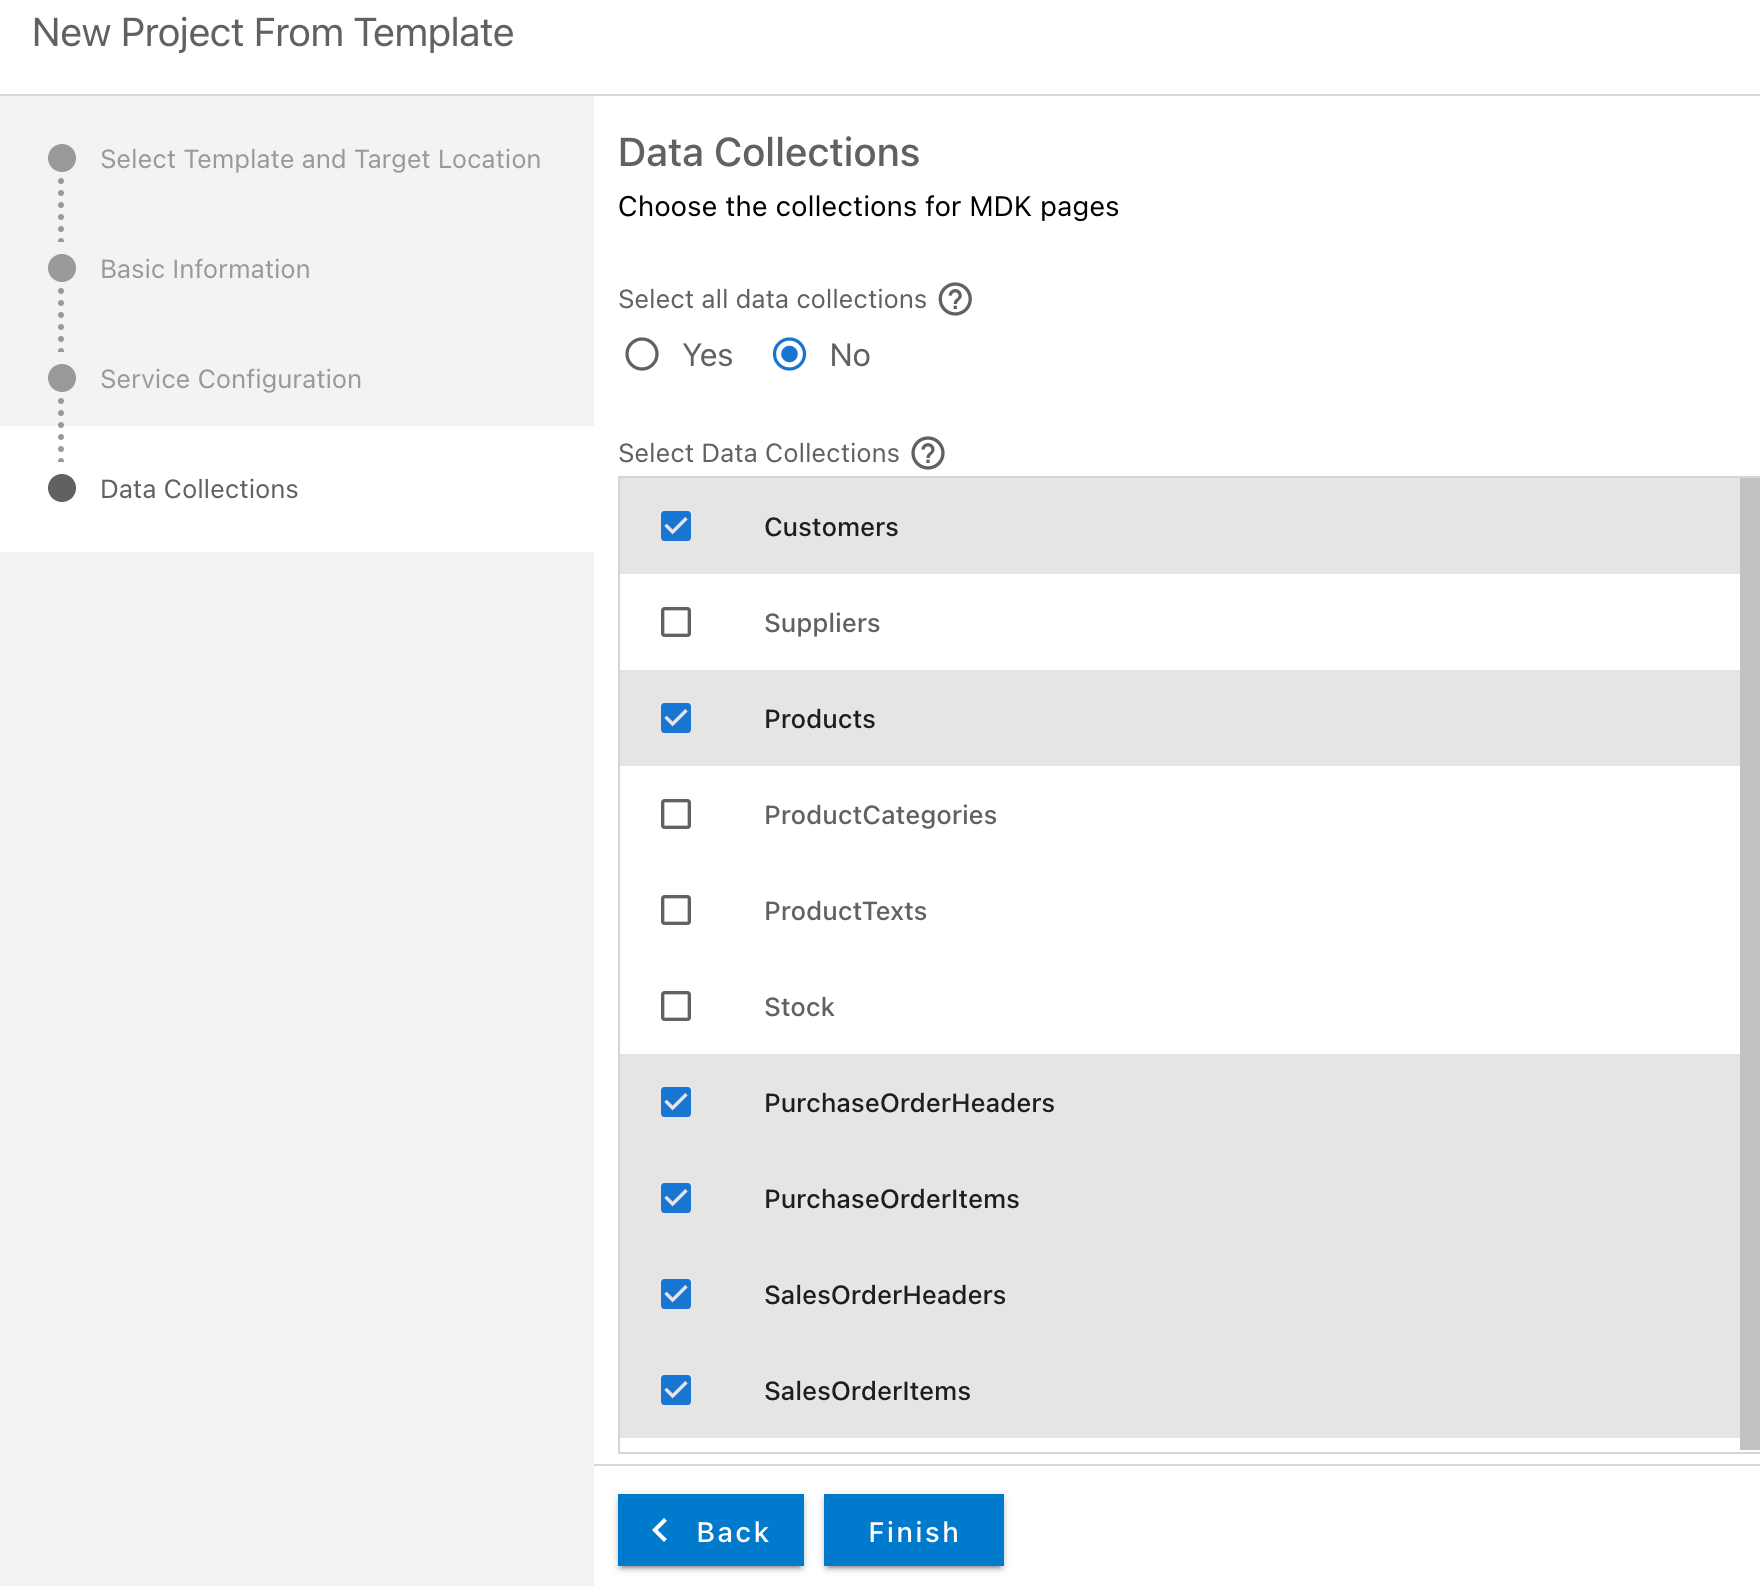 New Project From Template
Select Template and Target Location
Basic Information
Service Configuration
Data Collections
Data Collections
Choose the collections for MDK pages
Select all data collections ?
Yes No
Select Data Collections ?
Customers
Suppliers
Products
ProductCategories
ProductTexts
Stock
PurchaseOrderHeaders
PurchaseOrderItems
SalesOrderHeaders
SalesOrderItems
Back Finish